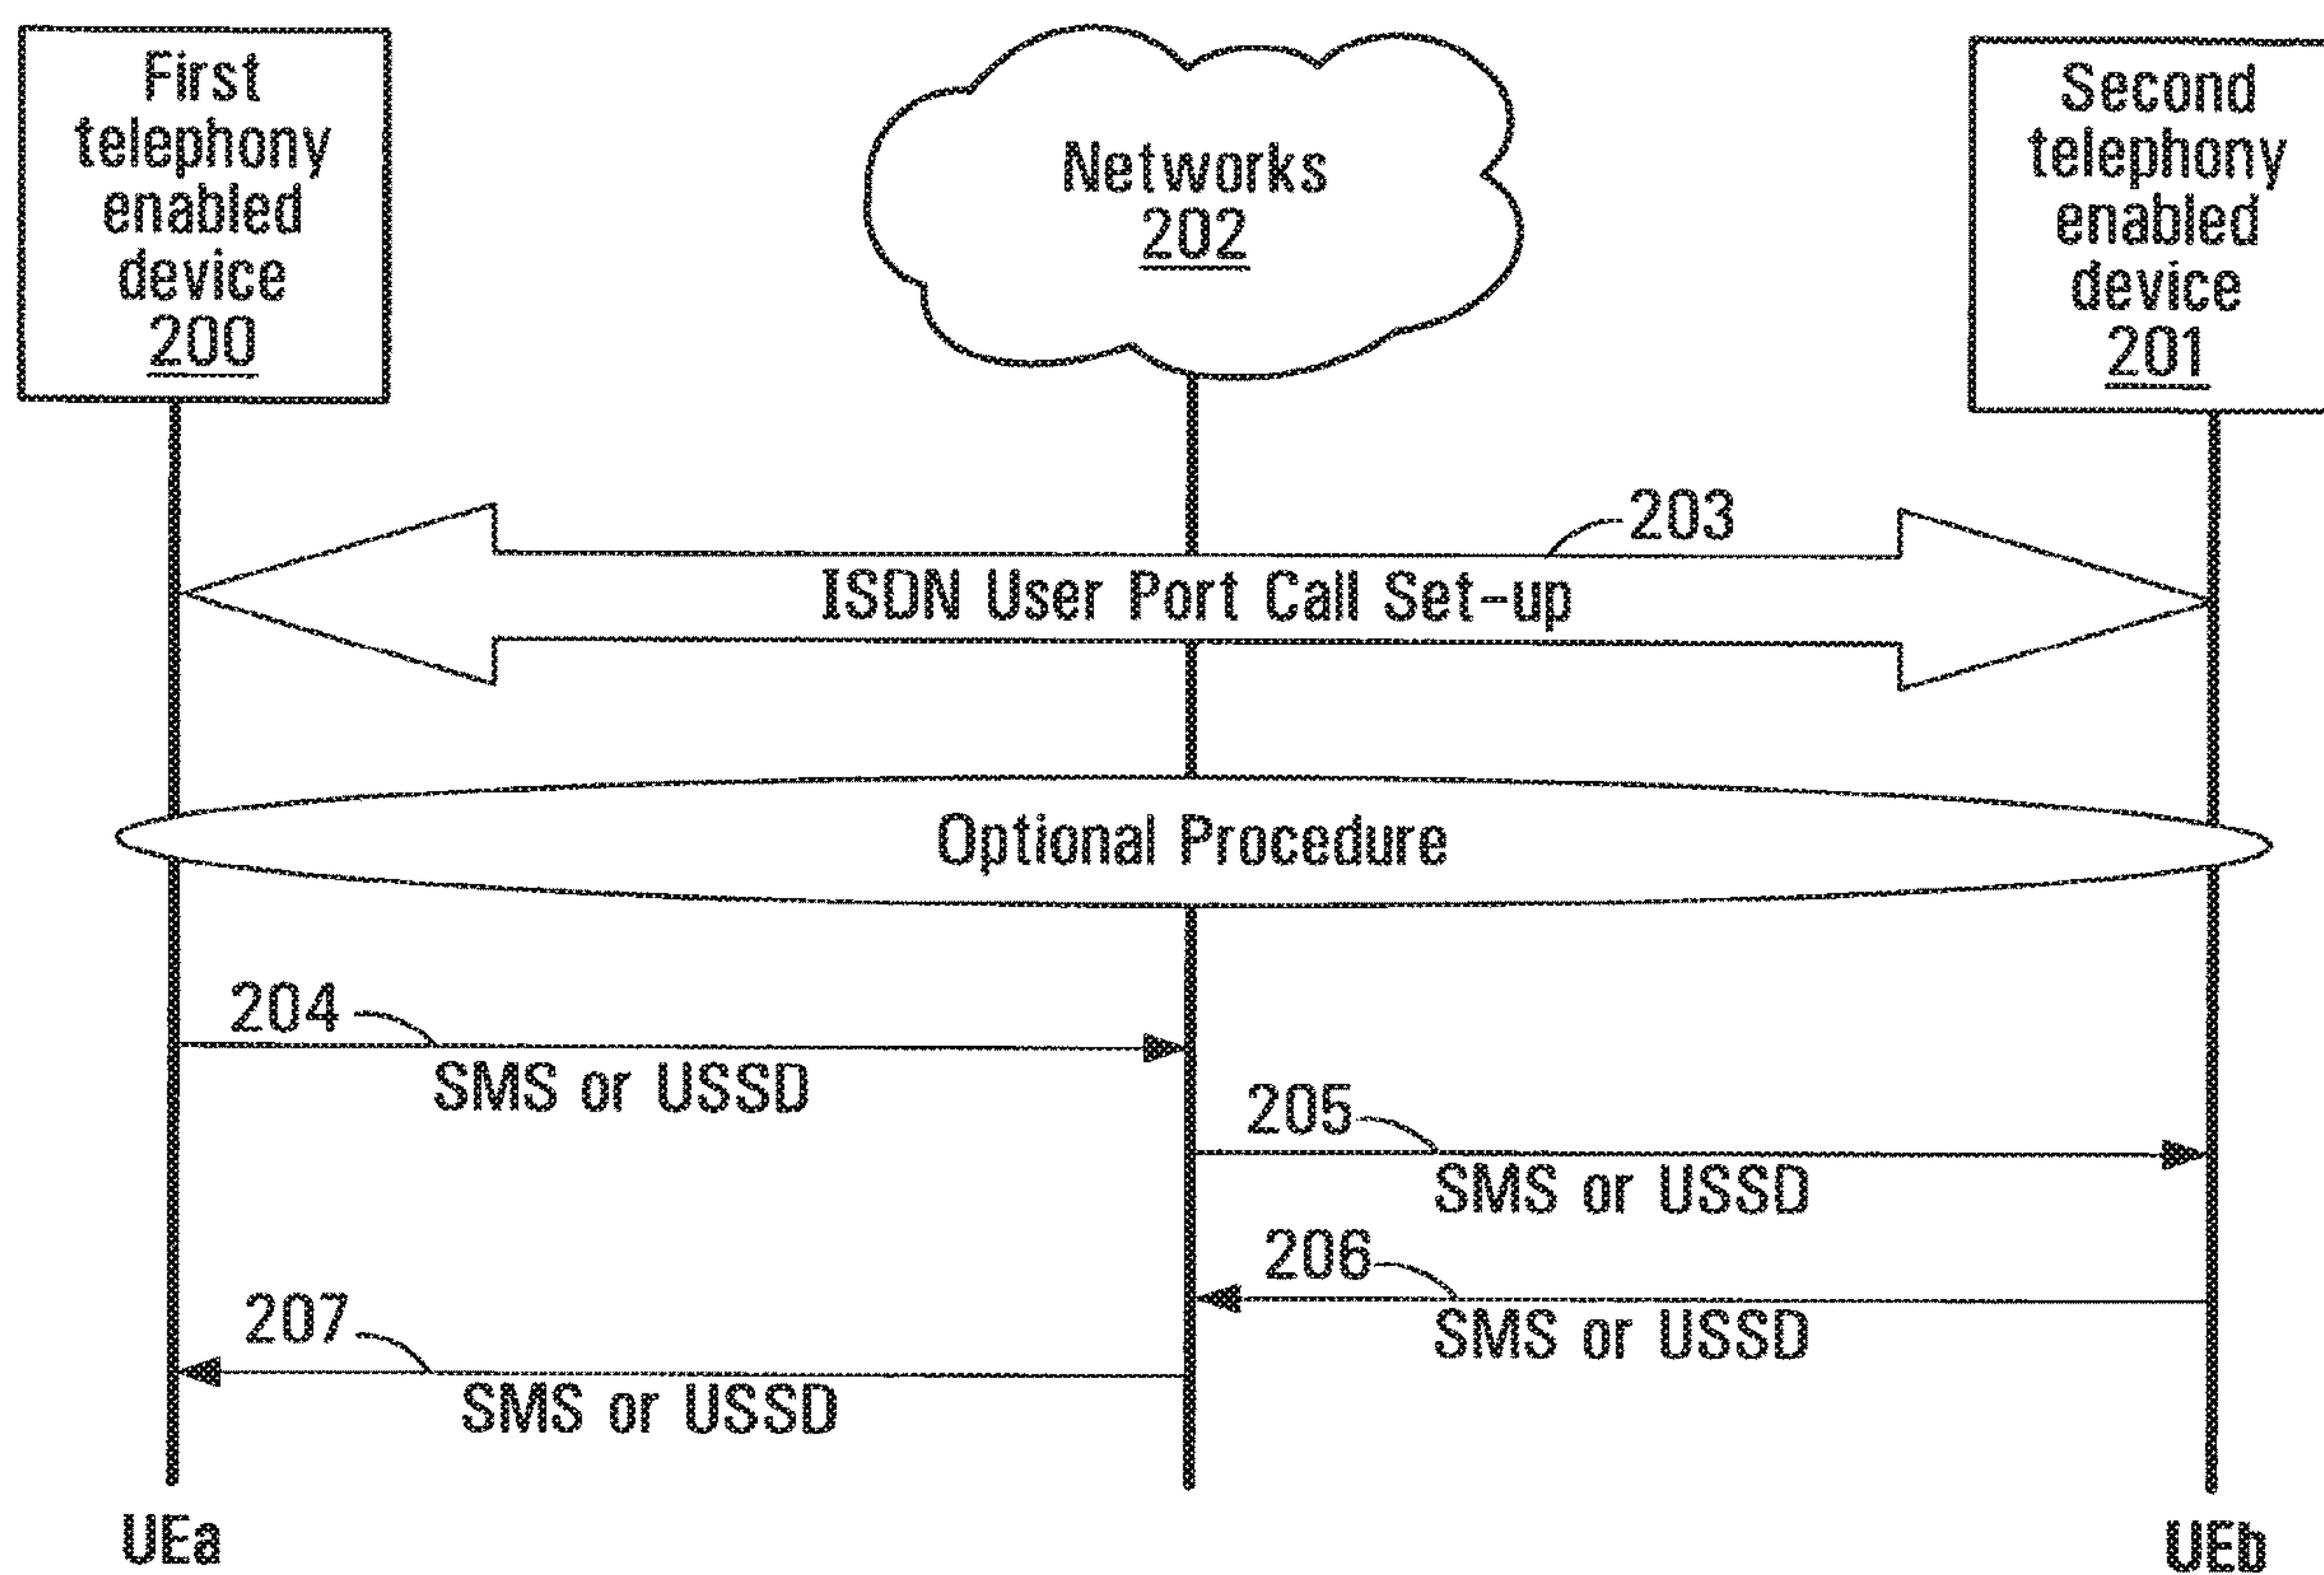 First
telephony
enabled
device
200
Networks
202
Second
telephony
enabled
device
201
203
ISDN User Port Call Set-up
Optional Procedure
204
SMS or USSD
205
SMS or USSD
206
SMS or USSD
207
SMS or USSD
UEa
UEb